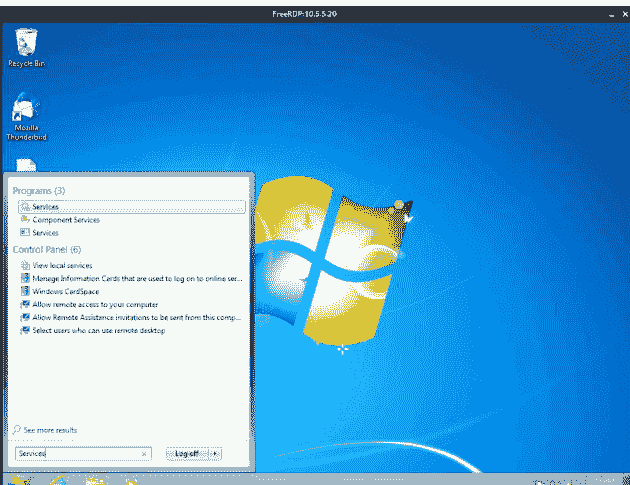 FreeRDP:10.5.5.20
Recycle Bin
Mozilla
Thunderbird
Programs (3)
Services
Component Services
Services
Control Panel (6)
View local services
Manage Information Cards that are used to log on to online ser...
Windows CardSpace
Allow remote access to your computer
Allow Remote Assistance invitations to be sent from this comp...
Select users who can use remote desktop
See more results
Services
Log off